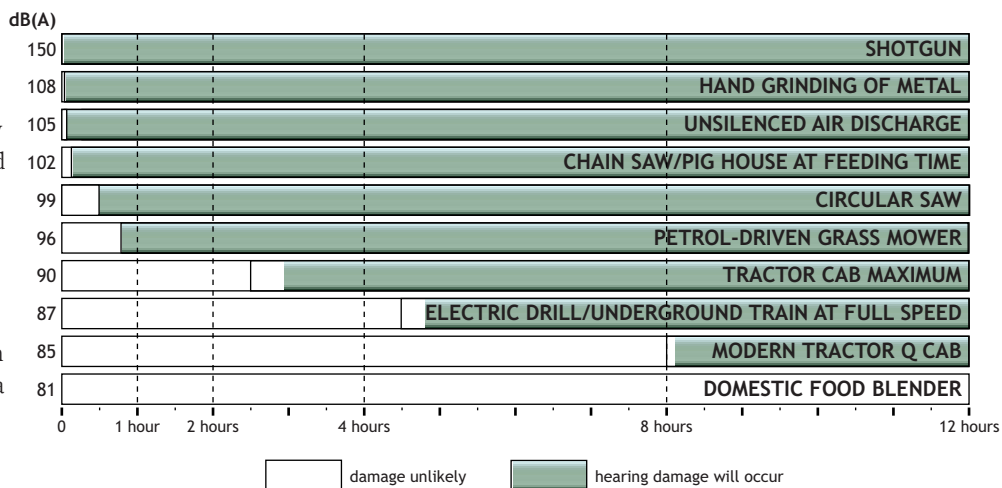 dB(A)
150 SHOTGUN
108 HAND GRINDING OF METAL
105 UNSILENCED AIR DISCHARGE
102 CHAIN SAW/PIG HOUSE AT FEEDING TIME
99 CIRCULAR SAW
96 PETROL-DRIVEN GRASS MOWER
90 TRACTOR CAB MAXIMUM
87 ELECTRIC DRILL/UNDERGROUND TRAIN AT FULL SPEED
85 MODERN TRACTOR Q CAB
a 81 DOMESTIC FOOD BLENDER
0 1 hour 2 hours 4 hours 8 hours 12 hours
damage unlikely hearing damage will occur